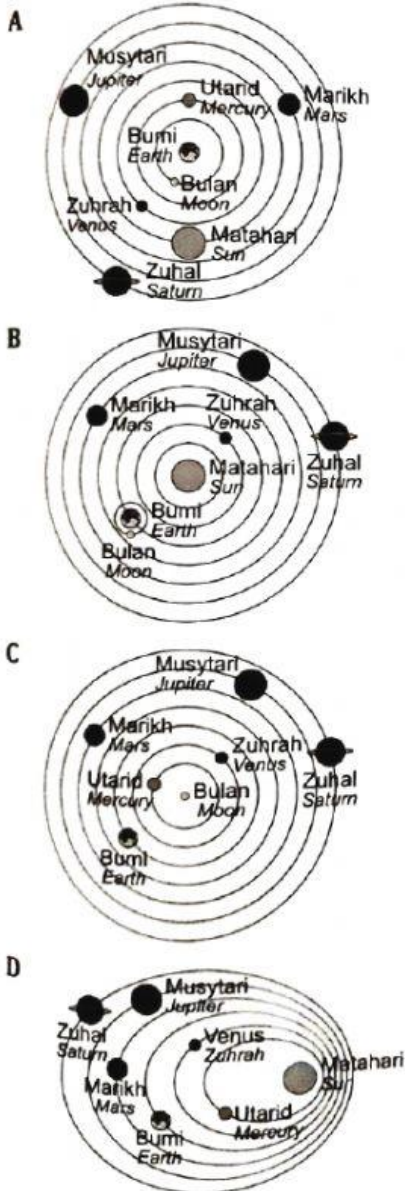 A
Musytari
Jupiter
Utarid
Mercury
Marikh
Mars
Bumi
Earth
Bulan
Moon
Zuhrah
Venus
Matahari
Sun
Zuhal
Saturn
B
Musytari
Jupiter
Marikh
Mars
Zuhrah
Venus
Matahari
Sun
Zuhal
Saturn
Bumi
Earth
Bulan
Moon
C
Musytari
Jupiter
Marikh
Mars
Zuhrah
Venus
Utarid
Mercury
Bulan
Moon
Zuhal
Saturn
Bumi
Earth
D
Musytari
Jupiter
Zuhal
Saturn
Venus
Zuhrah
Matahari
Sun
Marikh
Mars
Utarid
Mercury
Bumi
Earth